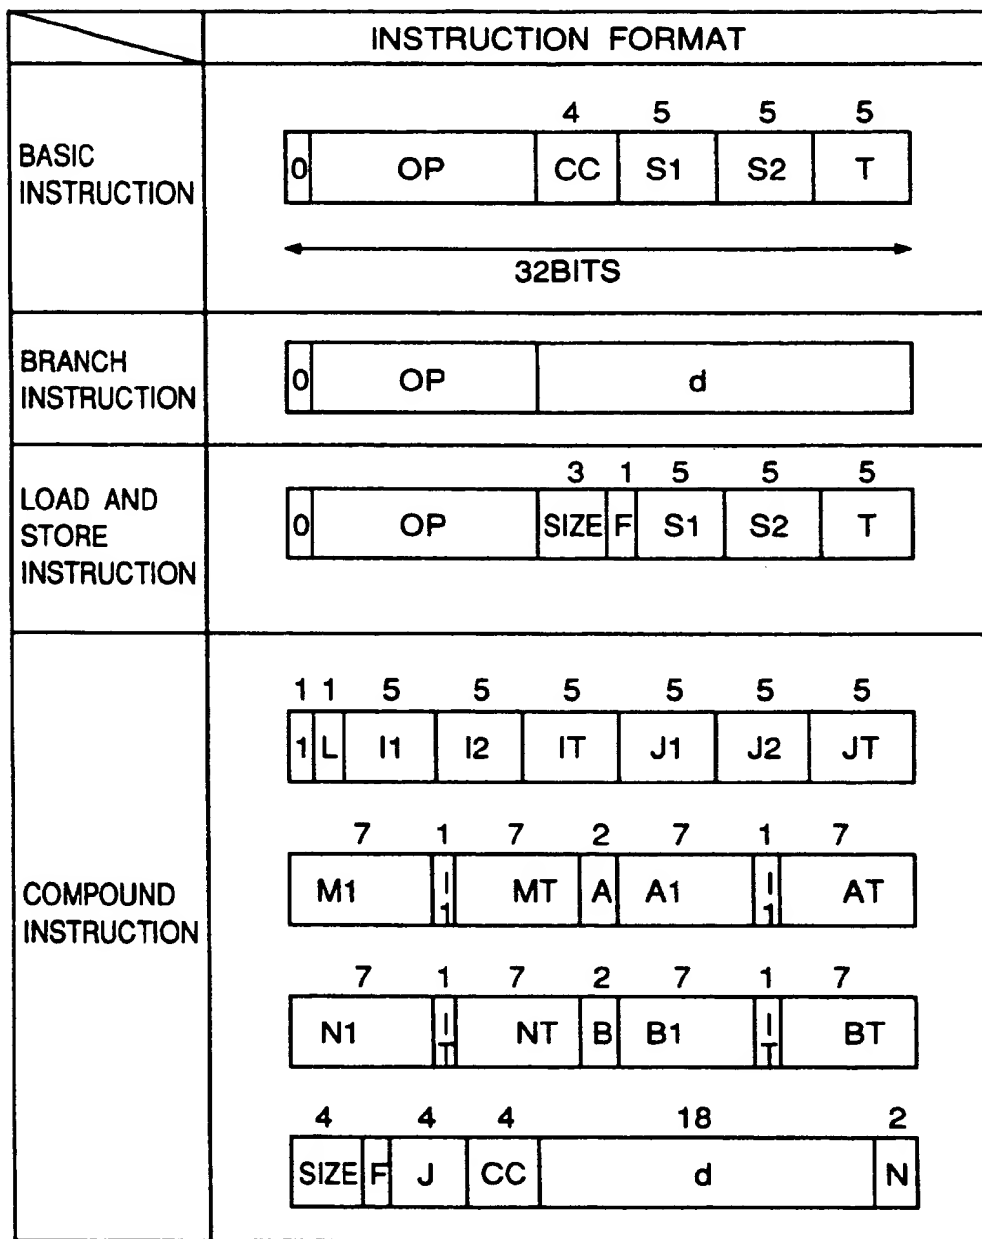 INSTRUCTION FORMAT
BASIC
INSTRUCTION
4 5 5 5
0 OP CC S1 S2 T
32BITS
BRANCH
INSTRUCTION
0 OP d
LOAD AND
STORE
INSTRUCTION
3 1 5 5 5
0 OP SIZE F S1 S2 T
COMPOUND
INSTRUCTION
1 1 5 5 5 5 5 5
1 L I1 I2 IT J1 J2 JT
7 1 7 2 7 1 7
M1 I1 MT A A1 I1 AT
7 1 7 2 7 1 7
N1 IT NT B B1 IT BT
4 4 4 18 2
SIZE F J CC d N